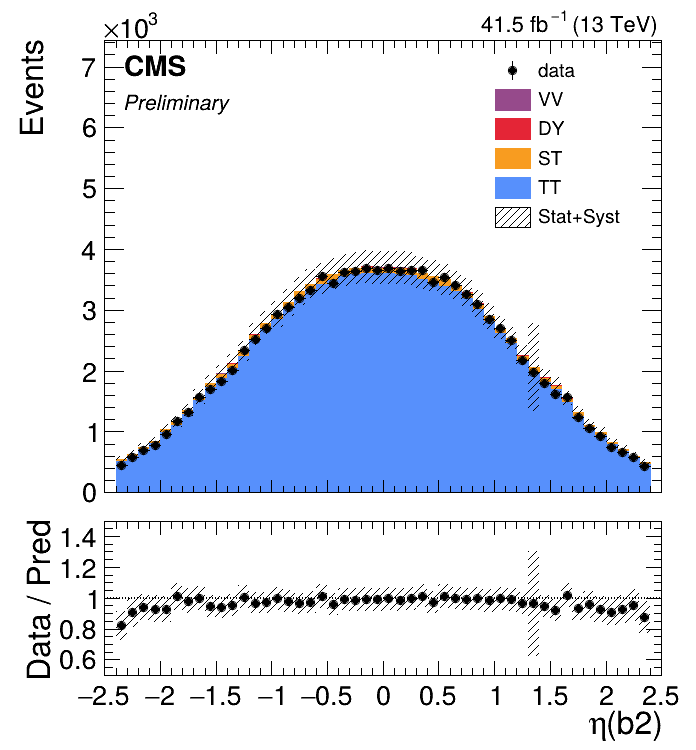 ×10³
41.5 fb⁻¹ (13 TeV)
Events
CMS
Preliminary
data
VV
DY
ST
TT
Stat+Syst
7
6
5
4
3
2
1
0
Data / Pred
1.4
1.2
1
0.8
0.6
−2.5 −2 −1.5 −1 −0.5 0 0.5 1 1.5 2 2.5
η(b2)